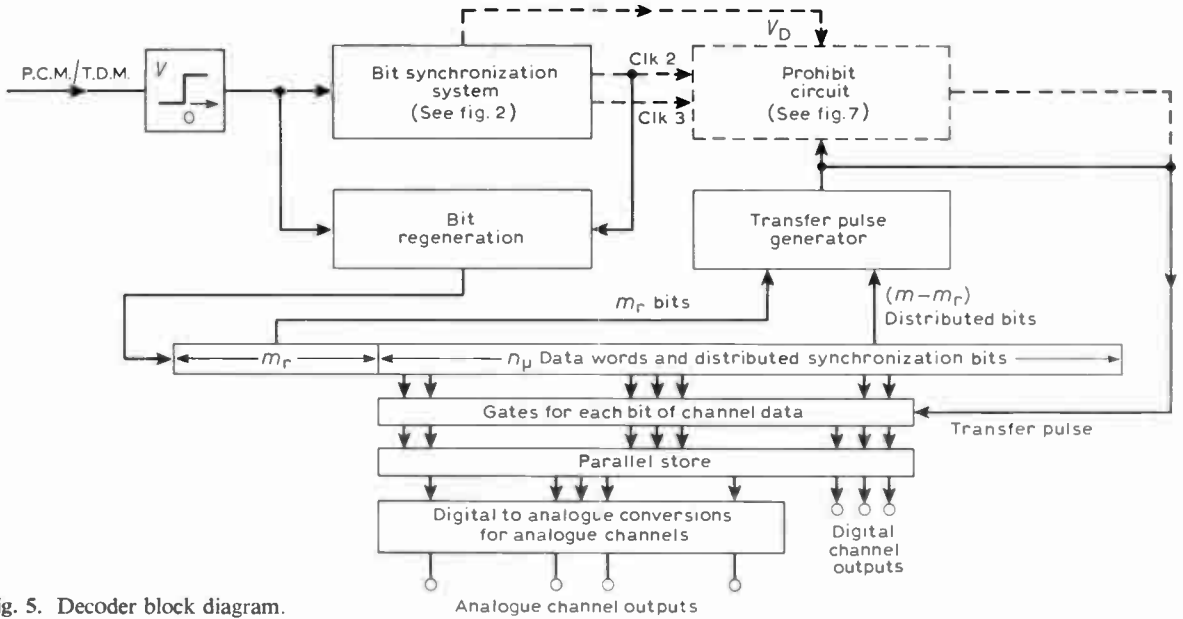 V_D
P.C.M./T.D.M.
V
O
Bit synchronization
system
(See fig. 2)
Clk 2
Clk 3
Prohibit
circuit
(See fig.7)
Bit
regeneration
Transfer pulse
generator
m_r bits
(m-m_r)
Distributed bits
m_r
n_μ Data words and distributed synchronization bits
Gates for each bit of channel data
Transfer pulse
Parallel store
Digital to analogue conversions
for analogue channels
Digital
channel
outputs
Analogue channel outputs
ig. 5. Decoder block diagram.